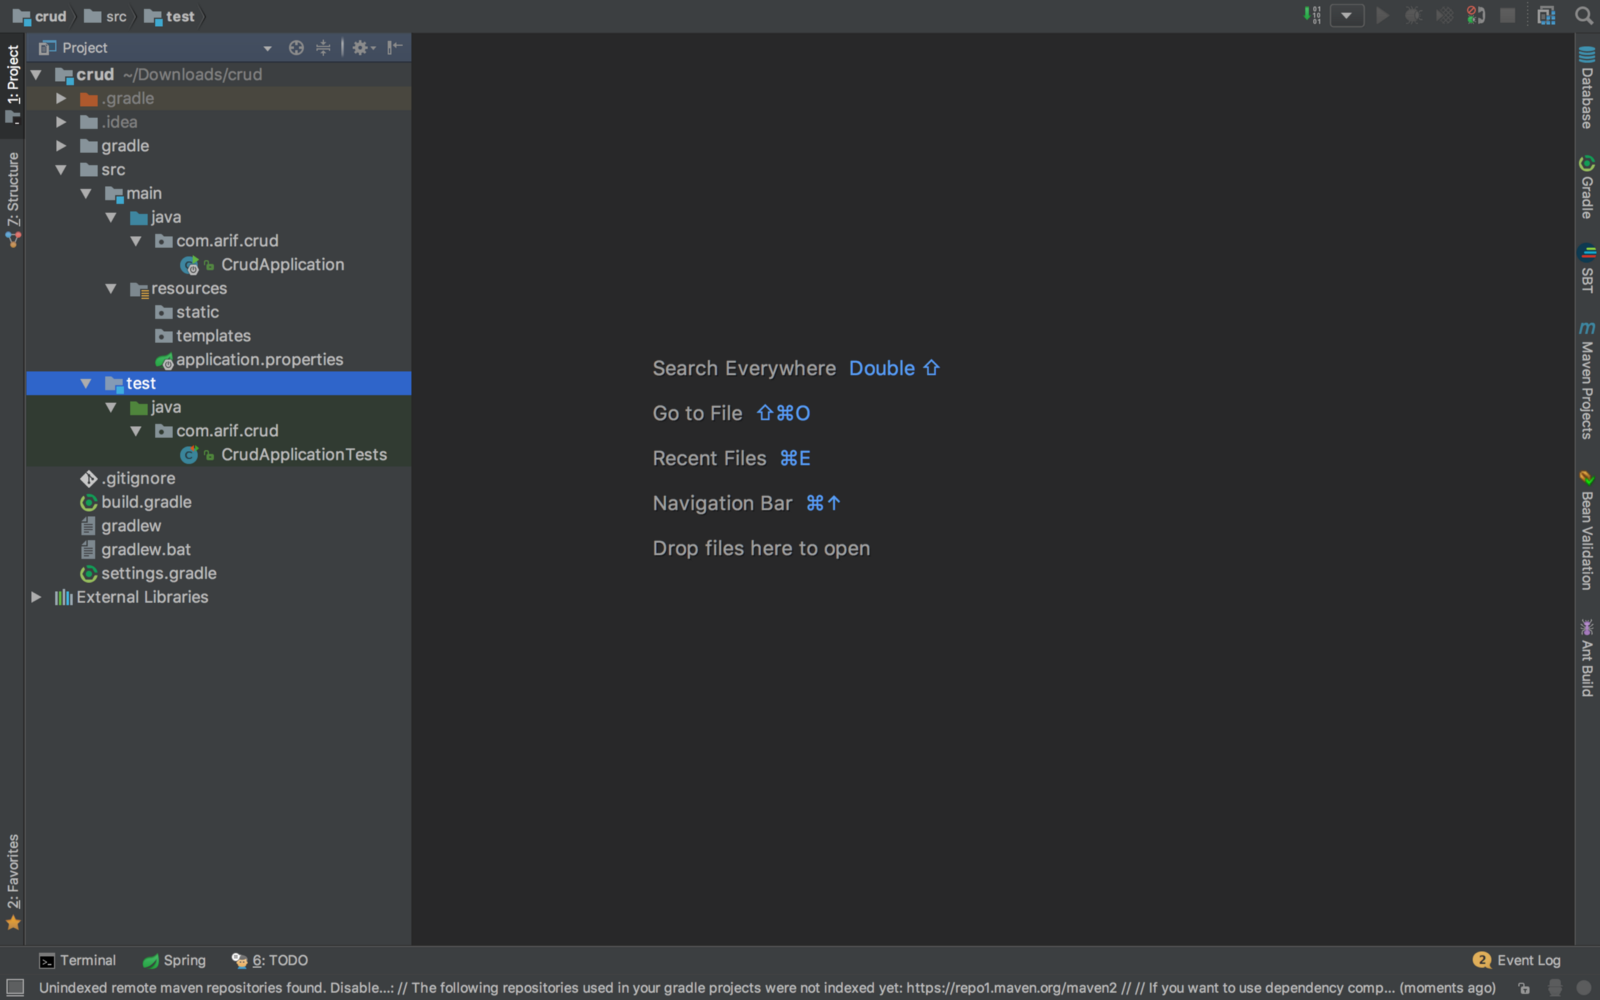 crud
src
test
Project
crud ~/Downloads/crud
.gradle
.idea
gradle
src
main
java
com.arif.crud
CrudApplication
resources
static
templates
application.properties
test
java
com.arif.crud
CrudApplicationTests
.gitignore
build.gradle
gradlew
gradlew.bat
settings.gradle
External Libraries
1: Project
7: Structure
2: Favorites
Search Everywhere Double ⇧
Go to File ⇧⌘O
Recent Files ⌘E
Navigation Bar ⌘↑
Drop files here to open
Database
Gradle
SBT
m
Maven Projects
Bean Validation
Ant Build
Terminal
Spring
6: TODO
2 Event Log
Unindexed remote maven repositories found. Disable...: // The following repositories used in your gradle projects were not indexed yet: https://repo1.maven.org/maven2 // // If you want to use dependency comp... (moments ago)